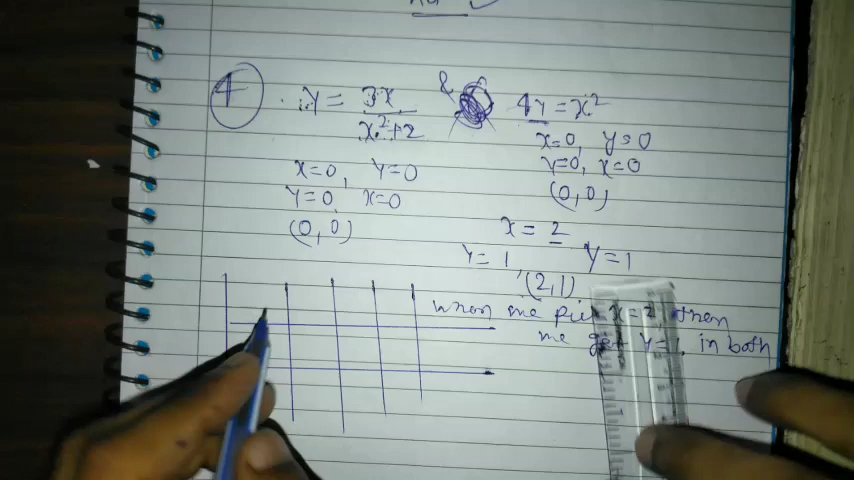 4
y = 3x / x²+2 & 4y = x²
x=0, y=0
y=0, x=0
(0, 0)
x=0, y=0
y=0, x=0
(0, 0)
x = 2
y = 1 y = 1
(2,1)
when we pick x = 2, then
we get y=1 in both